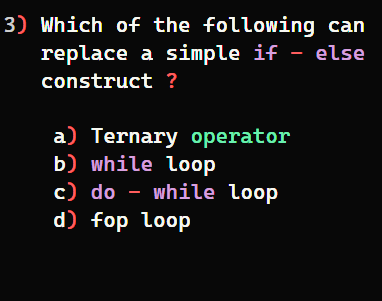 3) Which of the following can
replace a simple if - else
construct ?
a) Ternary operator
b) while loop
c) do - while loop
d) fop loop